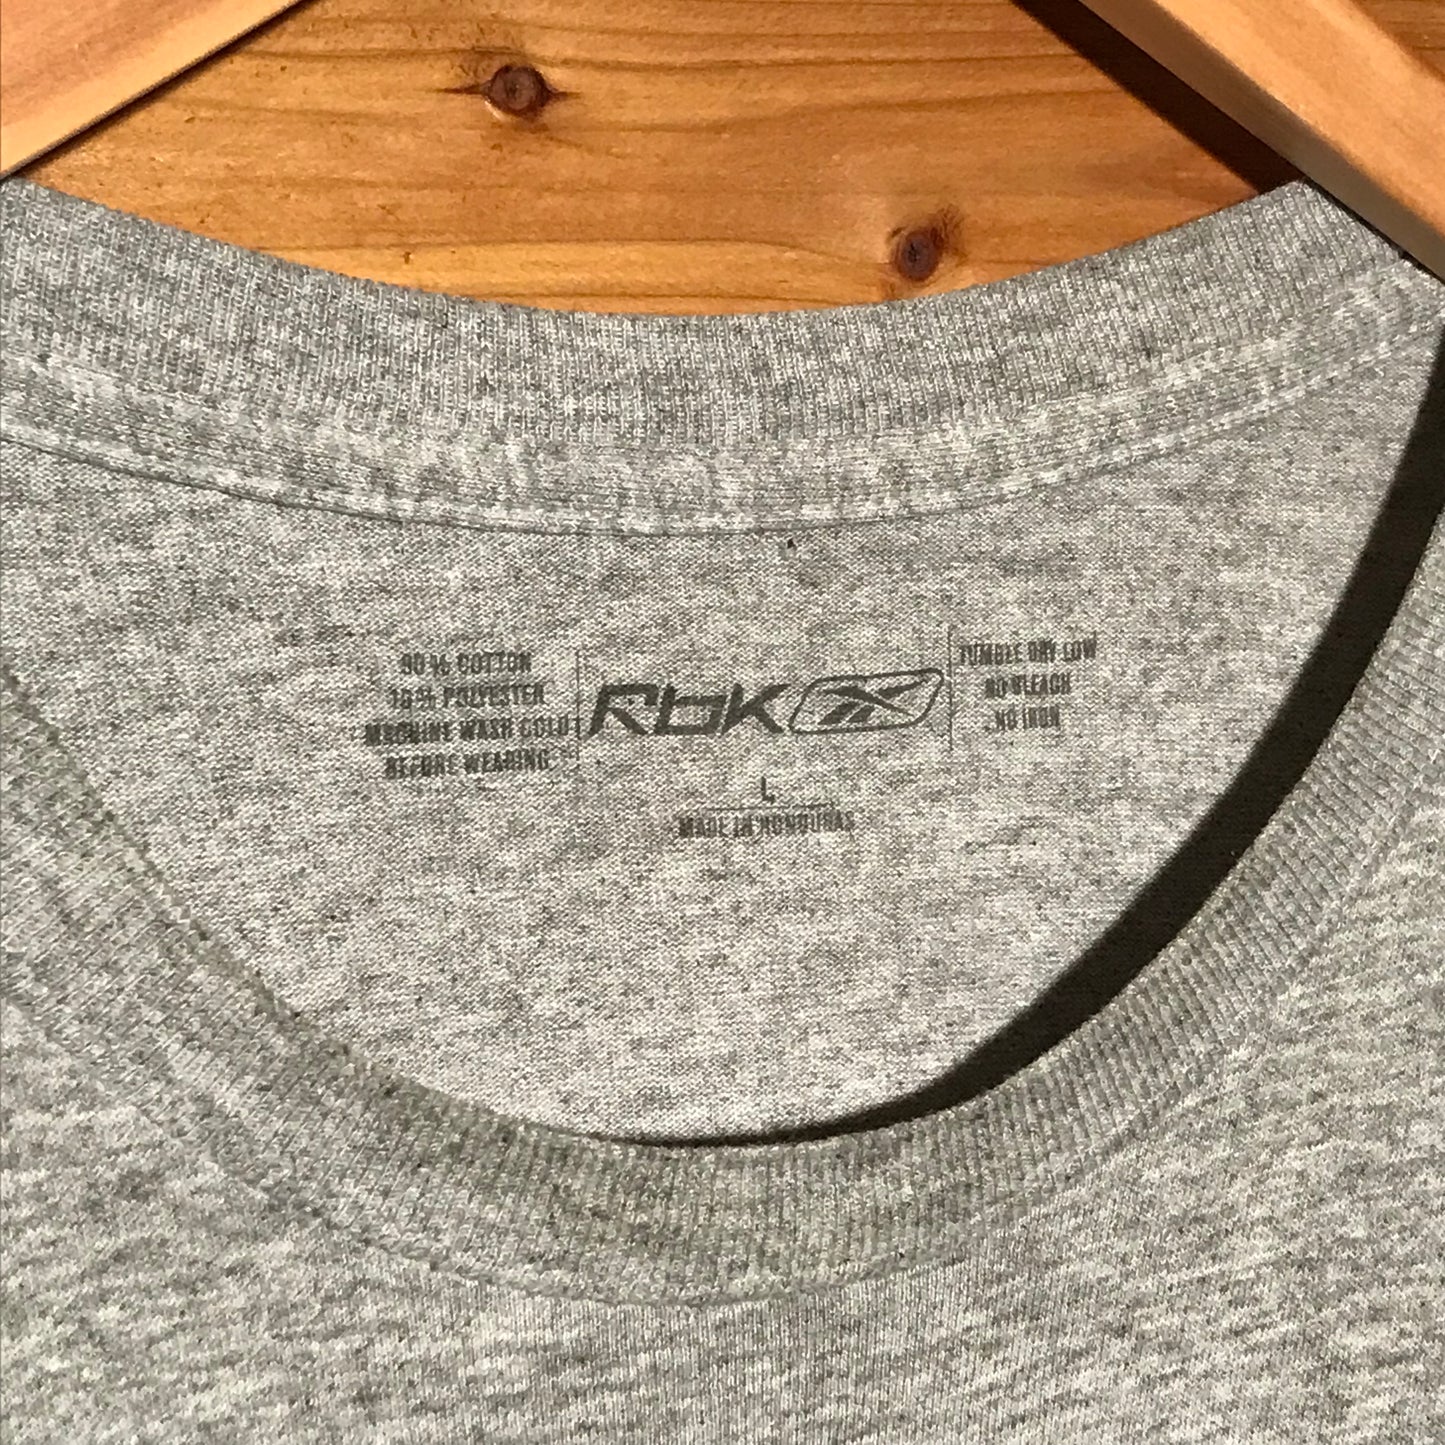 90% COTTON
10% POLYESTER
MACHINE WASH COLD
BEFORE WEARING
RbK
L
MADE IN HONDURAS
TUMBLE DRY LOW
NO BLEACH
NO IRON